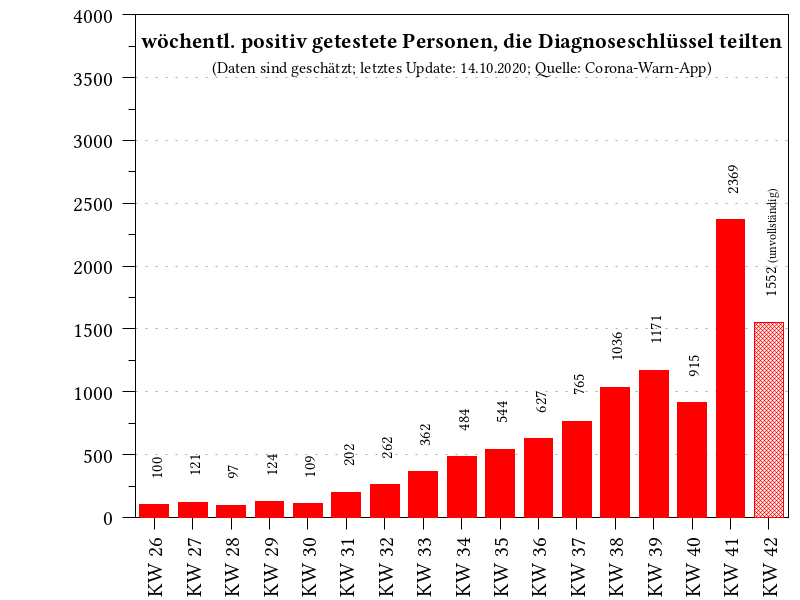 wöchentl. positiv getestete Personen, die Diagnoseschlüssel teilten
(Daten sind geschätzt; letztes Update: 14.10.2020; Quelle: Corona-Warn-App)
4000
3500
3000
2500
2000
1500
1000
500
0
100
121
97
124
109
202
262
362
484
544
627
765
1036
1171
915
2369
1552 (unvollständig)
KW 26
KW 27
KW 28
KW 29
KW 30
KW 31
KW 32
KW 33
KW 34
KW 35
KW 36
KW 37
KW 38
KW 39
KW 40
KW 41
KW 42